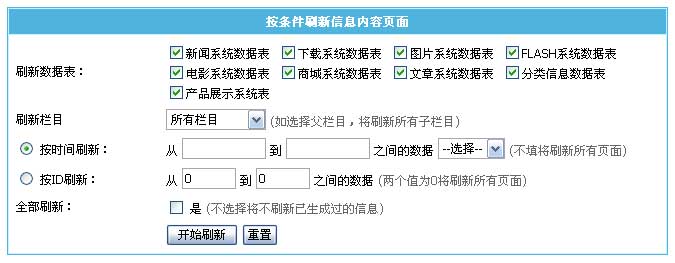 按条件刷新信息内容页面
刷新数据表：
新闻系统数据表 下载系统数据表 图片系统数据表 FLASH系统数据表
电影系统数据表 商城系统数据表 文章系统数据表 分类信息数据表
产品展示系统表
刷新栏目 所有栏目 (如选择父栏目，将刷新所有子栏目)
按时间刷新： 从 到 之间的数据 --选择-- (不填将刷新所有页面)
按ID刷新： 从 0 到 0 之间的数据 (两个值为0将刷新所有页面)
全部刷新： 是 (不选择将不刷新已生成过的信息)
开始刷新 重置